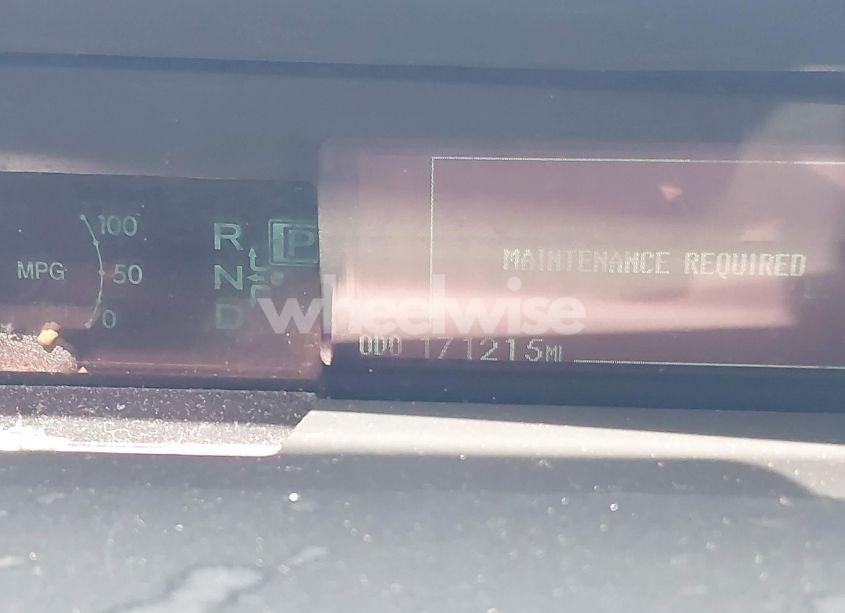 100
MPG 50
0
R P
N
D
MAINTENANCE REQUIRED
ODO 171215MI
wheelwise